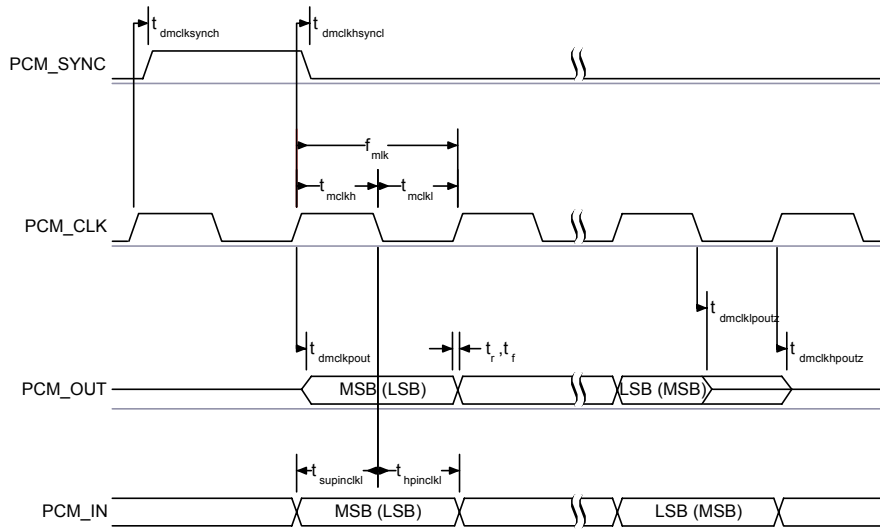 t dmclksynch
t dmclkhsyncl
PCM_SYNC
f mlk
t mclkh
t mclkl
PCM_CLK
t dmclklpoutz
t dmclkpout
t r ,t f
t dmclkhpoutz
PCM_OUT
MSB (LSB)
LSB (MSB)
t supinclkl
t hpinclkl
PCM_IN
MSB (LSB)
LSB (MSB)